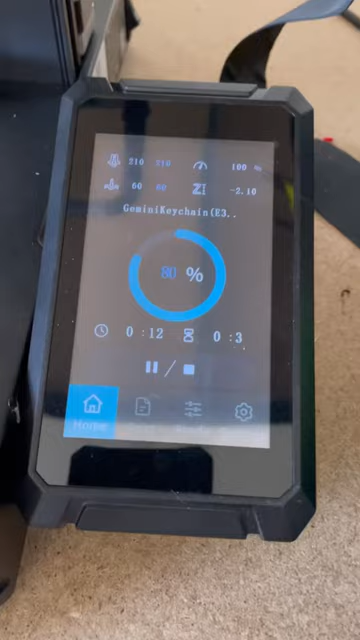 210 210 100 %
60 60 Z -2.10
GeminiKeychain(E3..
80 %
0 :12 0 :3
Home